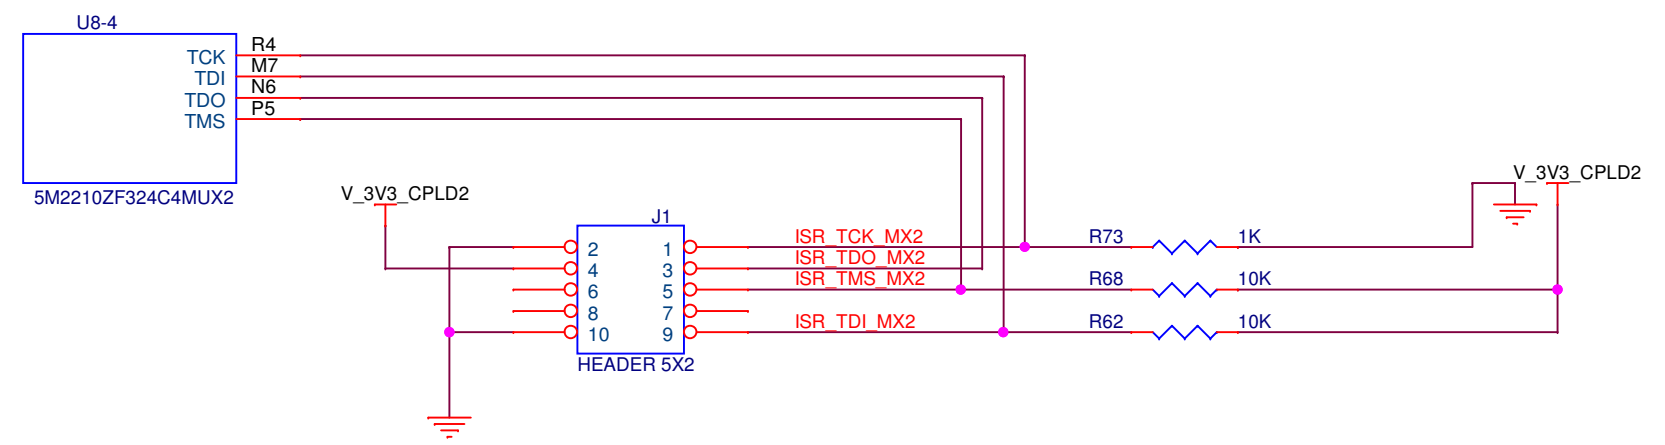 U8-4
TCK R4
TDI M7
TDO N6
TMS P5
5M2210ZF324C4MUX2
V_3V3_CPLD2
V_3V3_CPLD2
J1
2 1 ISR_TCK_MX2 R73 1K
4 3 ISR_TDO_MX2
6 5 ISR_TMS_MX2 R68 10K
8 7
10 9 ISR_TDI_MX2 R62 10K
HEADER 5X2